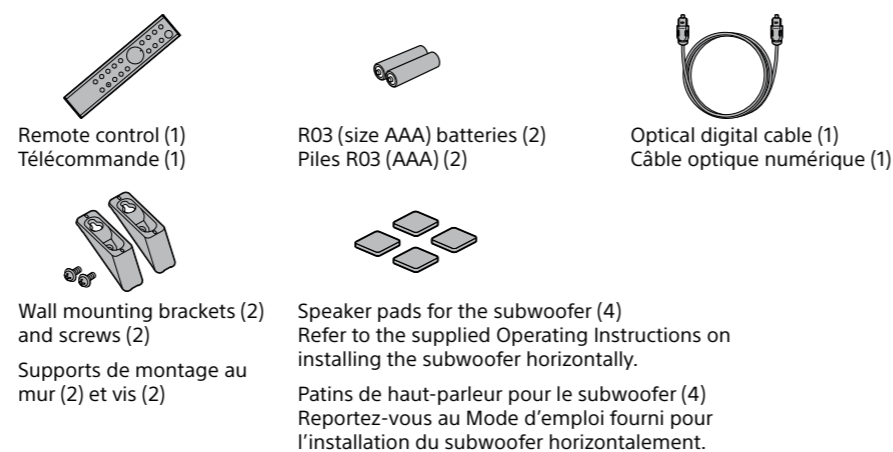 Remote control (1)
Télécommande (1)
R03 (size AAA) batteries (2)
Piles R03 (AAA) (2)
Optical digital cable (1)
Câble optique numérique (1)
Wall mounting brackets (2)
and screws (2)
Supports de montage au
mur (2) et vis (2)
Speaker pads for the subwoofer (4)
Refer to the supplied Operating Instructions on
installing the subwoofer horizontally.
Patins de haut-parleur pour le subwoofer (4)
Reportez-vous au Mode d’emploi fourni pour
l’installation du subwoofer horizontalement.